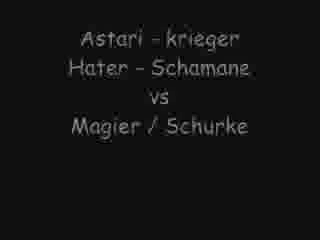 Astari - krieger
Hater - Schamane
vs
Magier / Schurke